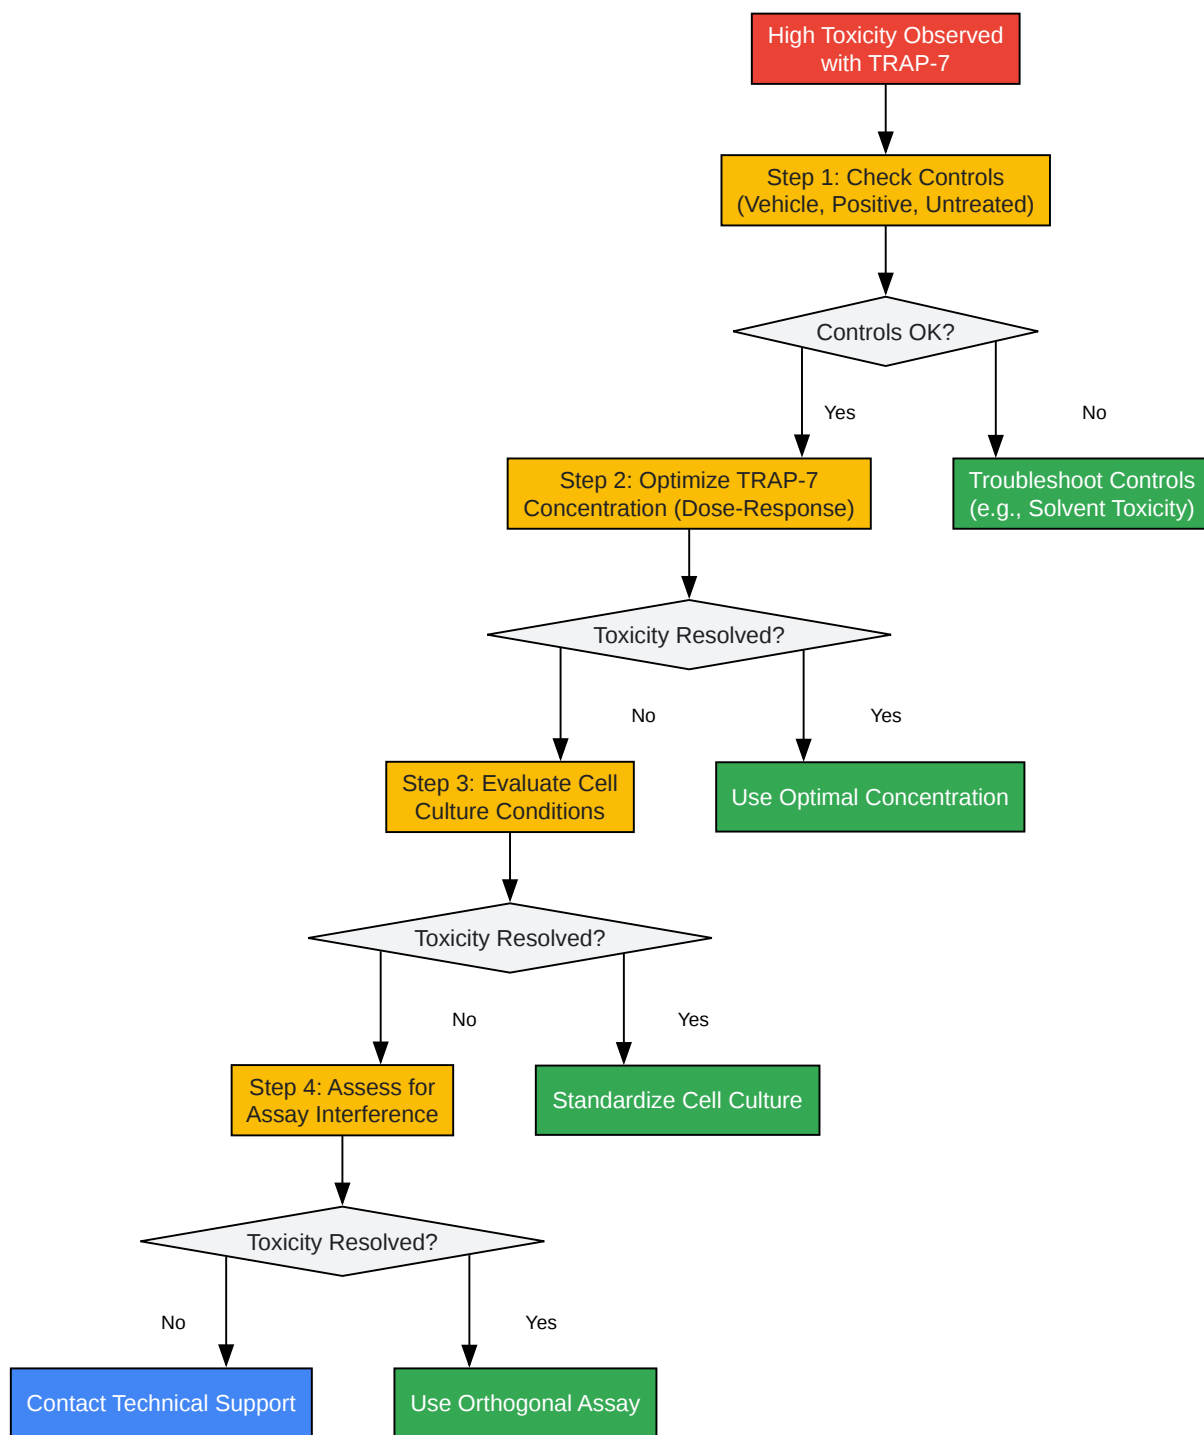 High Toxicity Observed
with TRAP-7
Step 1: Check Controls
(Vehicle, Positive, Untreated)
Controls OK?
Yes
No
Step 2: Optimize TRAP-7
Concentration (Dose-Response)
Troubleshoot Controls
(e.g., Solvent Toxicity)
Toxicity Resolved?
No
Yes
Step 3: Evaluate Cell
Culture Conditions
Use Optimal Concentration
Toxicity Resolved?
No
Yes
Step 4: Assess for
Assay Interference
Standardize Cell Culture
Toxicity Resolved?
No
Yes
Contact Technical Support
Use Orthogonal Assay